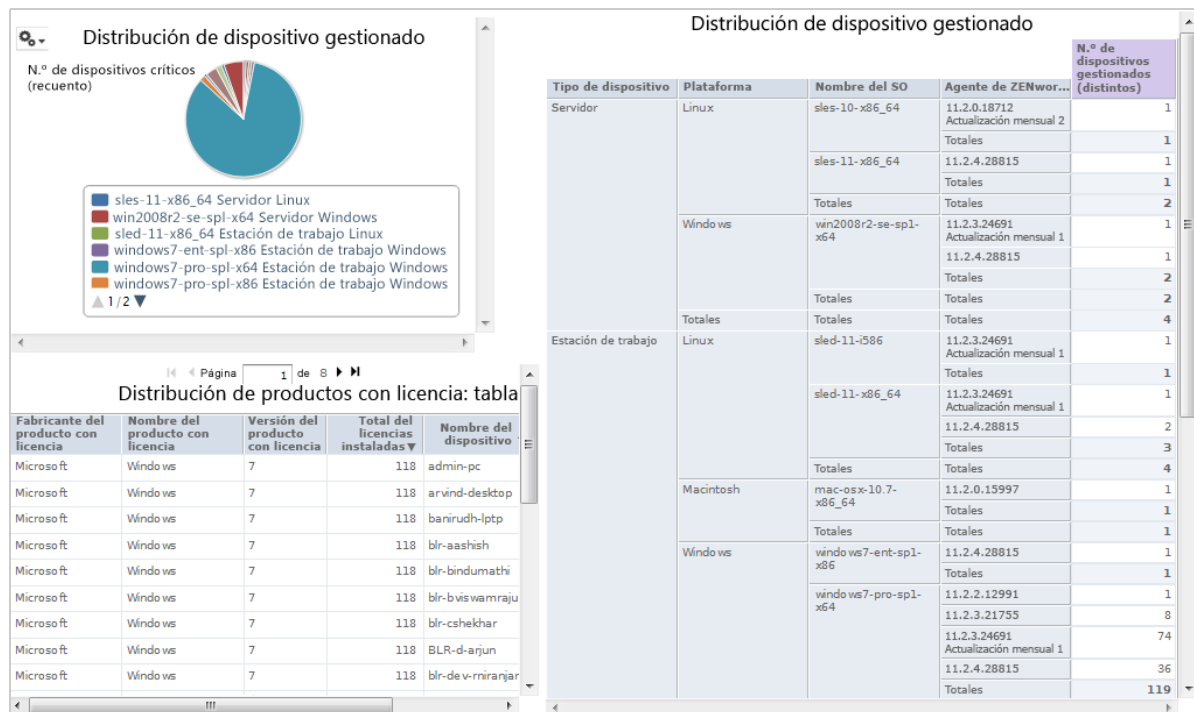 Distribución de dispositivo gestionado
N.º de dispositivos críticos
(recuento)
sles-11-x86_64 Servidor Linux
win2008r2-se-spl-x64 Servidor Windows
sled-11-x86_64 Estación de trabajo Linux
windows7-ent-spl-x86 Estación de trabajo Windows
windows7-pro-spl-x64 Estación de trabajo Windows
windows7-pro-spl-x86 Estación de trabajo Windows
1/2
Página 1 de 8
Distribución de productos con licencia: tabla
Fabricante del producto con licencia Nombre del producto con licencia Versión del producto con licencia Total del licencias instaladas Nombre del dispositivo
Microsoft Windows 7 118 admin-pc
Microsoft Windows 7 118 arvind-desktop
Microsoft Windows 7 118 banirudh-lptp
Microsoft Windows 7 118 blr-aashish
Microsoft Windows 7 118 blr-bindumathi
Microsoft Windows 7 118 blr-bviswamraju
Microsoft Windows 7 118 blr-cshekhar
Microsoft Windows 7 118 BLR-d-arjun
Microsoft Windows 7 118 blr-dev-rniranjar
Distribución de dispositivo gestionado
Tipo de dispositivo Plataforma Nombre del SO Agente de ZENwor... N.º de dispositivos gestionados (distintos)
Servidor Linux sles-10-x86_64 11.2.0.18712 Actualización mensual 2 1
Totales 1
sles-11-x86_64 11.2.4.28815 1
Totales 1
Totales Totales 2
Windows win2008r2-se-spl-x64 11.2.3.24691 Actualización mensual 1 1
11.2.4.28815 1
Totales 2
Totales Totales 2
Totales Totales Totales 4
Estación de trabajo Linux sled-11-i586 11.2.3.24691 Actualización mensual 1 1
Totales 1
sled-11-x86_64 11.2.3.24691 Actualización mensual 1 1
11.2.4.28815 2
Totales 3
Totales Totales 4
Macintosh mac-osx-10.7-x86_64 11.2.0.15997 1
Totales 1
Totales Totales 1
Windows windows7-ent-spl-x86 11.2.4.28815 1
Totales 1
windows7-pro-spl-x64 11.2.2.12991 1
11.2.3.21755 8
11.2.3.24691 Actualización mensual 1 74
11.2.4.28815 36
Totales 119